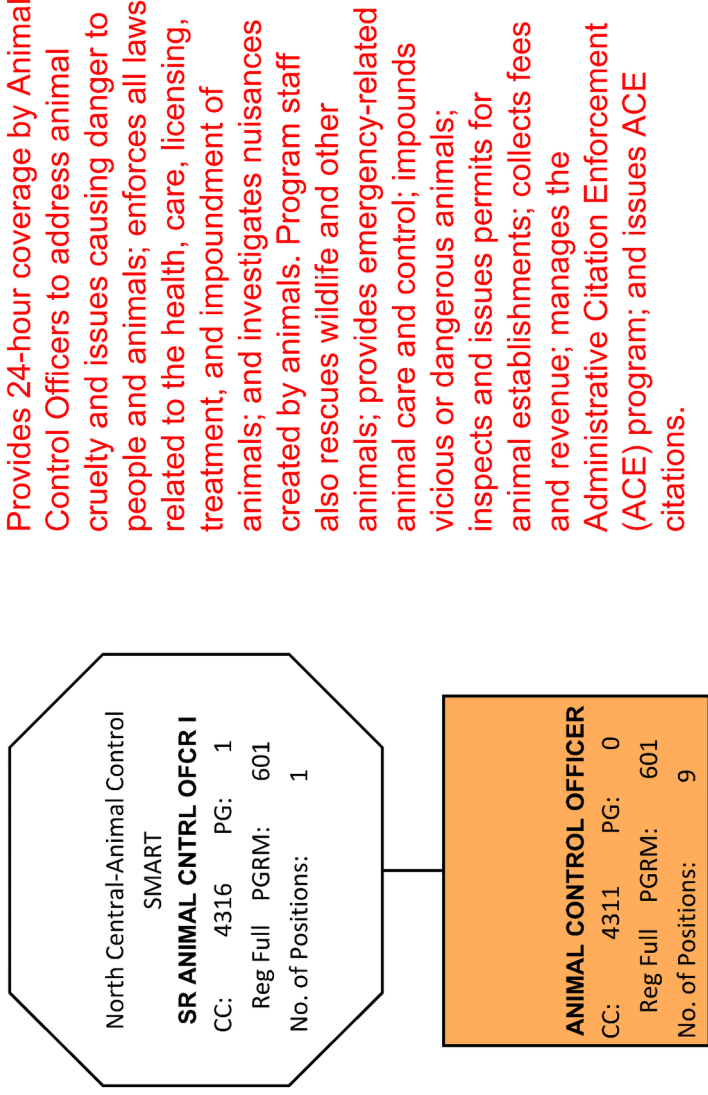 North Central-Animal Control
SMART
SR ANIMAL CNTRL OFCR I
CC: 4316 PG: 1
Reg Full PGRM: 601
No. of Positions: 1
ANIMAL CONTROL OFFICER
CC: 4311 PG: 0
Reg Full PGRM: 601
No. of Positions: 9
Provides 24-hour coverage by Animal
Control Officers to address animal
cruelty and issues causing danger to
people and animals; enforces all laws
related to the health, care, licensing,
treatment, and impoundment of
animals; and investigates nuisances
created by animals. Program staff
also rescues wildlife and other
animals; provides emergency-related
animal care and control; impounds
vicious or dangerous animals;
inspects and issues permits for
animal establishments; collects fees
and revenue; manages the
Administrative Citation Enforcement
(ACE) program; and issues ACE
citations.